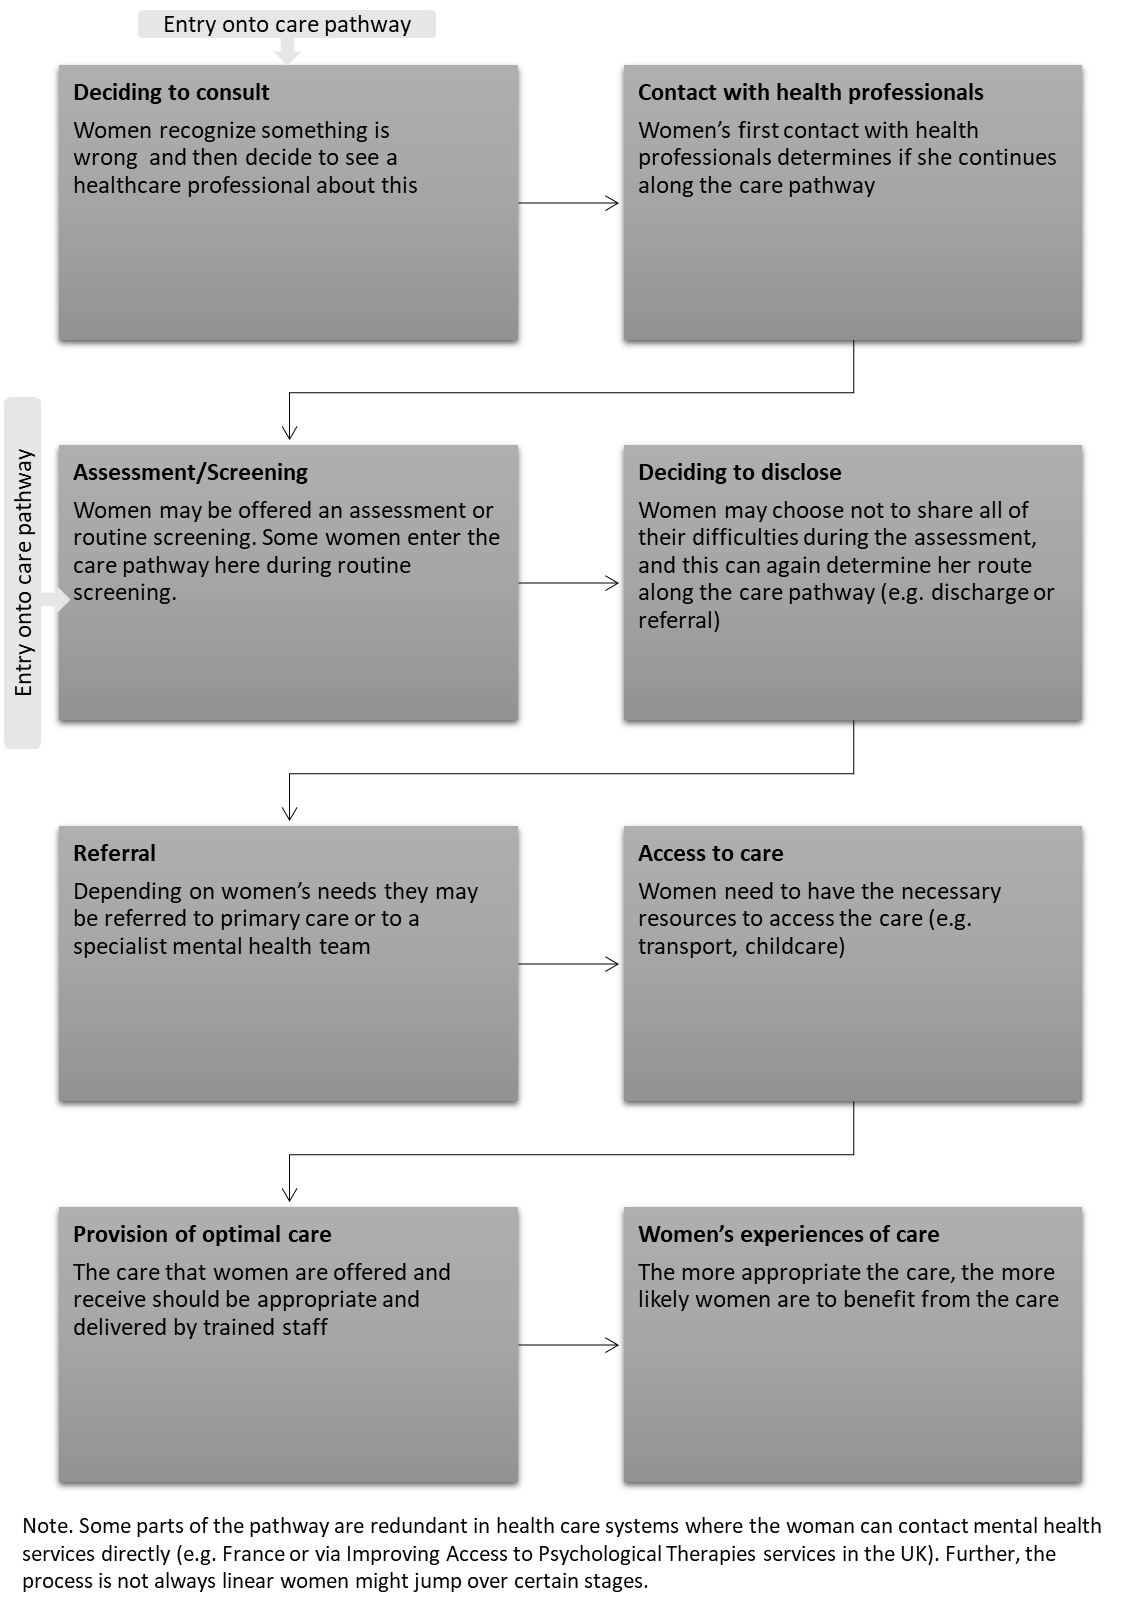 Entry onto care pathway
Deciding to consult
Women recognize something is
wrong and then decide to see a
healthcare professional about this
Contact with health professionals
Women’s first contact with health
professionals determines if she continues
along the care pathway
Entry onto care pathway
Assessment/Screening
Women may be offered an assessment or
routine screening. Some women enter the
care pathway here during routine
screening.
Deciding to disclose
Women may choose not to share all of
their difficulties during the assessment,
and this can again determine her route
along the care pathway (e.g. discharge or
referral)
Referral
Depending on women’s needs they may
be referred to primary care or to a
specialist mental health team
Access to care
Women need to have the necessary
resources to access the care (e.g.
transport, childcare)
Provision of optimal care
The care that women are offered and
receive should be appropriate and
delivered by trained staff
Women’s experiences of care
The more appropriate the care, the more
likely women are to benefit from the care
Note. Some parts of the pathway are redundant in health care systems where the woman can contact mental health
services directly (e.g. France or via Improving Access to Psychological Therapies services in the UK). Further, the
process is not always linear women might jump over certain stages.